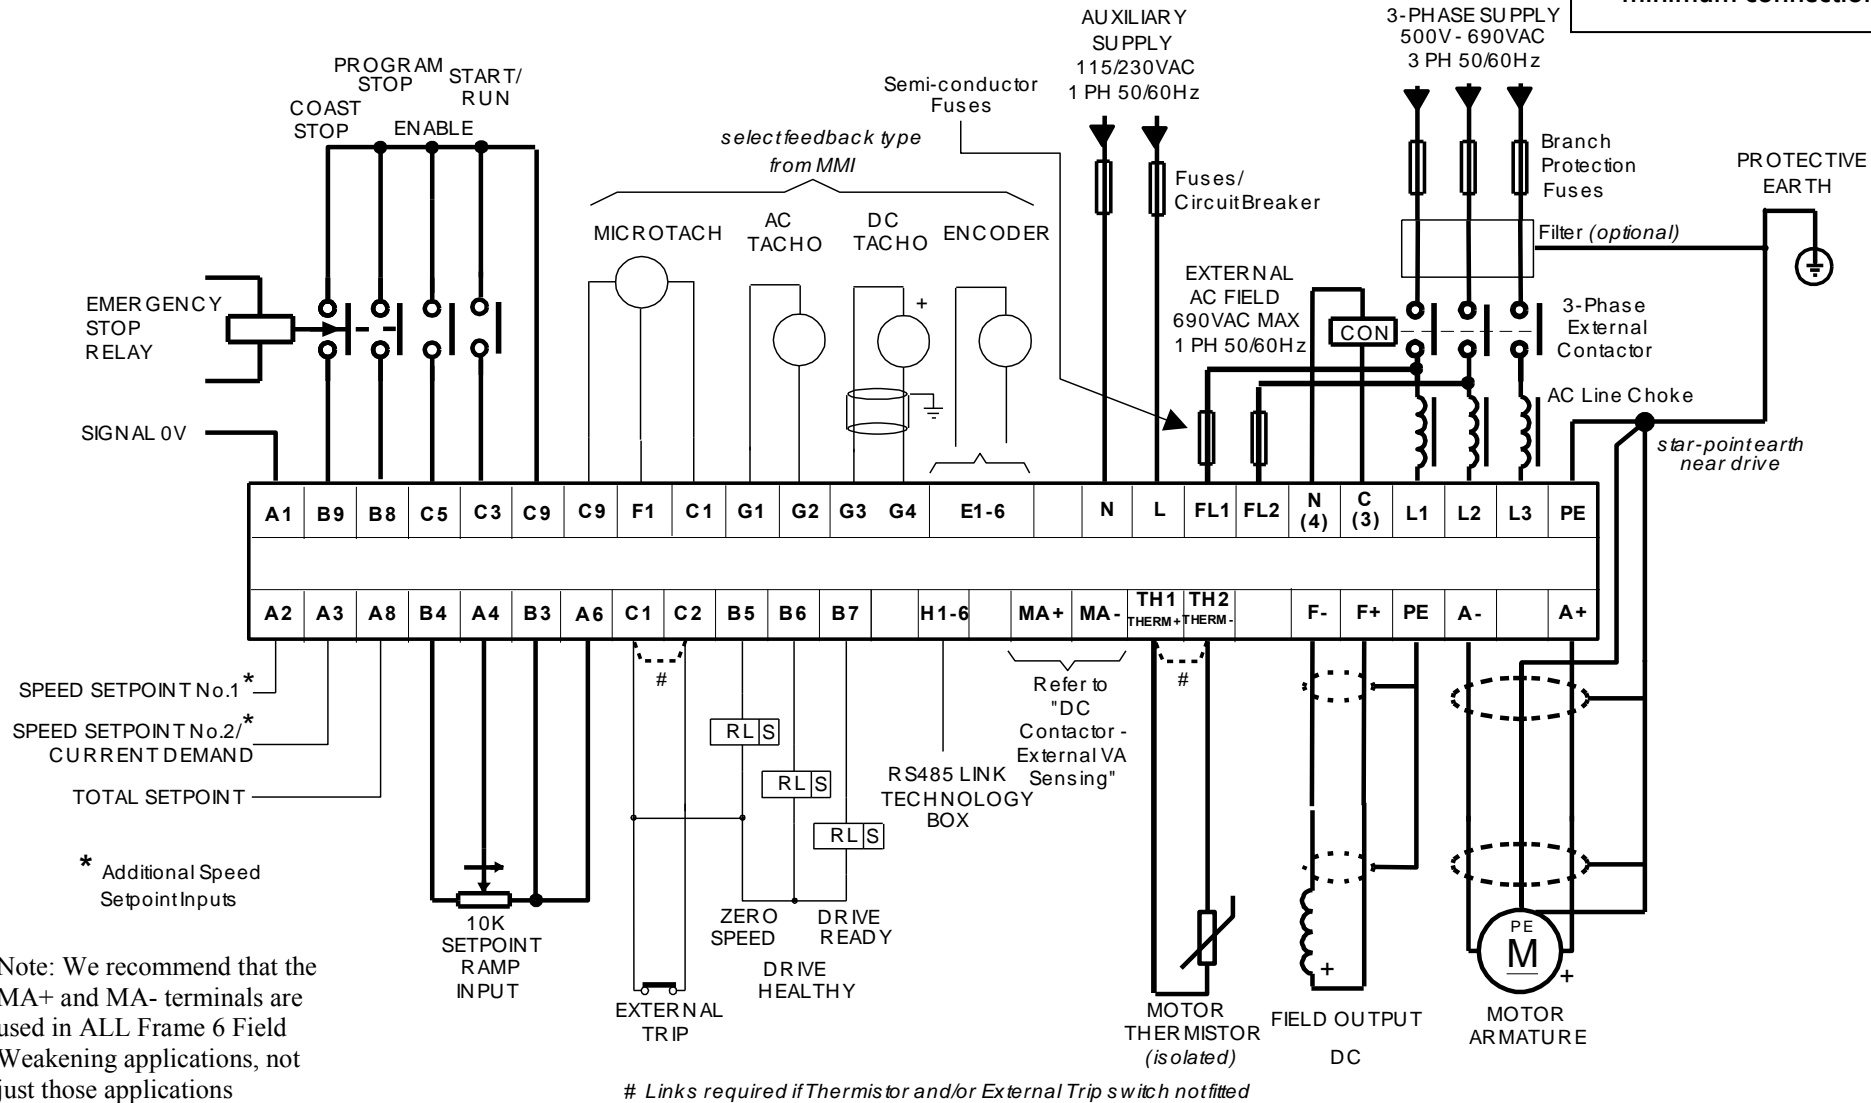 minimum connection
AUXILIARY
SUPPLY
115/230VAC
1 PH 50/60Hz
3-PHASE SUPPLY
500V - 690VAC
3 PH 50/60Hz
PROGRAM
STOP
START/
RUN
COAST
STOP
ENABLE
Semi-conductor
Fuses
select feedback type
from MMI
Fuses/
Circuit Breaker
Branch
Protection
Fuses
PROTECTIVE
EARTH
MICROTACH
AC
TACHO
DC
TACHO
ENCODER
Filter (optional)
+
EMERGENCY
STOP
RELAY
EXTERNAL
AC FIELD
690VAC MAX
1 PH 50/60Hz
CON
3-Phase
External
Contactor
AC Line Choke
SIGNAL 0V
star-point earth
near drive
A1 B9 B8 C5 C3 C9 C9 F1 C1 G1 G2 G3 G4 E1-6 N L FL1 FL2 N (4) C (3) L1 L2 L3 PE
A2 A3 A8 B4 A4 B3 A6 C1 C2 B5 B6 B7 H1-6 MA+ MA- TH1 THERM+ TH2 THERM- F- F+ PE A- A+
SPEED SETPOINT No.1*
SPEED SETPOINT No.2/*
CURRENT DEMAND
TOTAL SETPOINT
* Additional Speed
Setpoint Inputs
10K
SETPOINT
RAMP
INPUT
#
RL S
RL S
RL S
ZERO
SPEED
DRIVE
READY
DRIVE
HEALTHY
EXTERNAL
TRIP
RS485 LINK
TECHNOLOGY
BOX
Refer to
"DC
Contactor -
External VA
Sensing"
#
MOTOR
THERMISTOR
(isolated)
+
FIELD OUTPUT
DC
PE
M
+
MOTOR
ARMATURE
Note: We recommend that the
MA+ and MA- terminals are
used in ALL Frame 6 Field
Weakening applications, not
just those applications
# Links required if Thermistor and/or External Trip switch not fitted